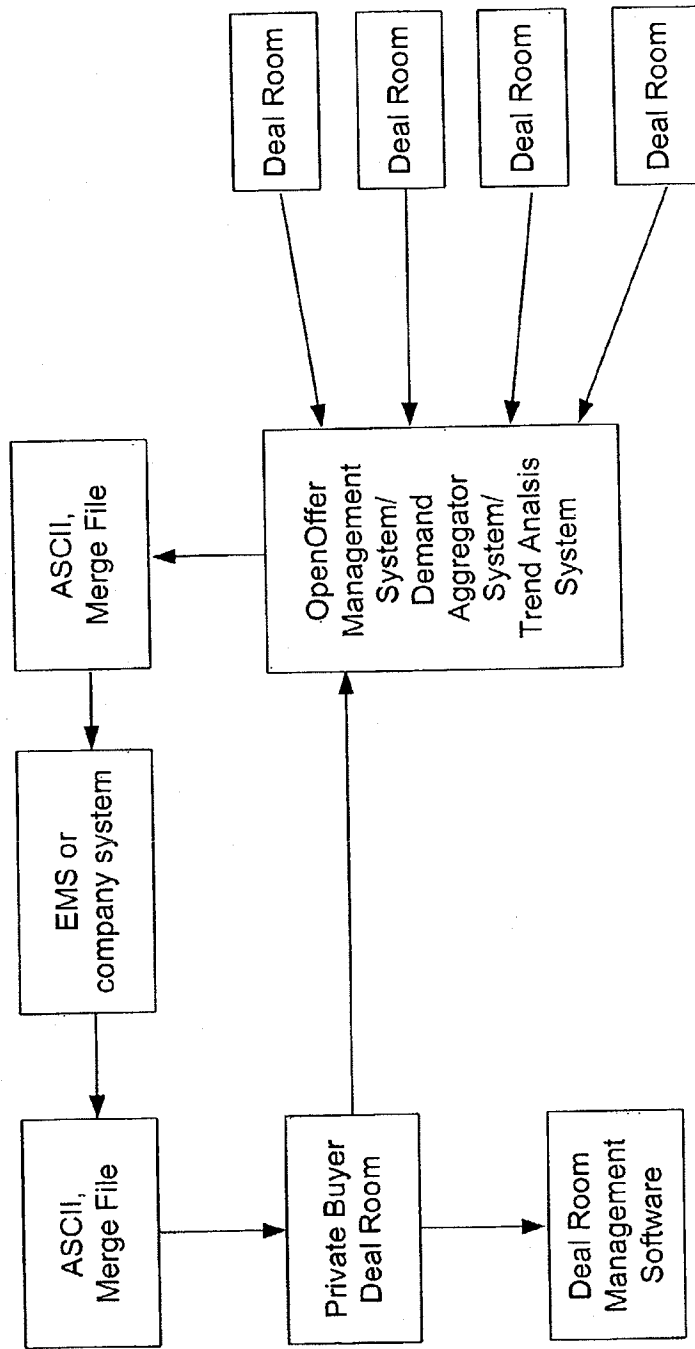 ASCII,
Merge File
EMS or
company system
ASCII,
Merge File
Private Buyer
Deal Room
OpenOffer
Management
System/
Demand
Aggregator
System/
Trend Analsis
System
Deal Room
Management
Software
Deal Room
Deal Room
Deal Room
Deal Room